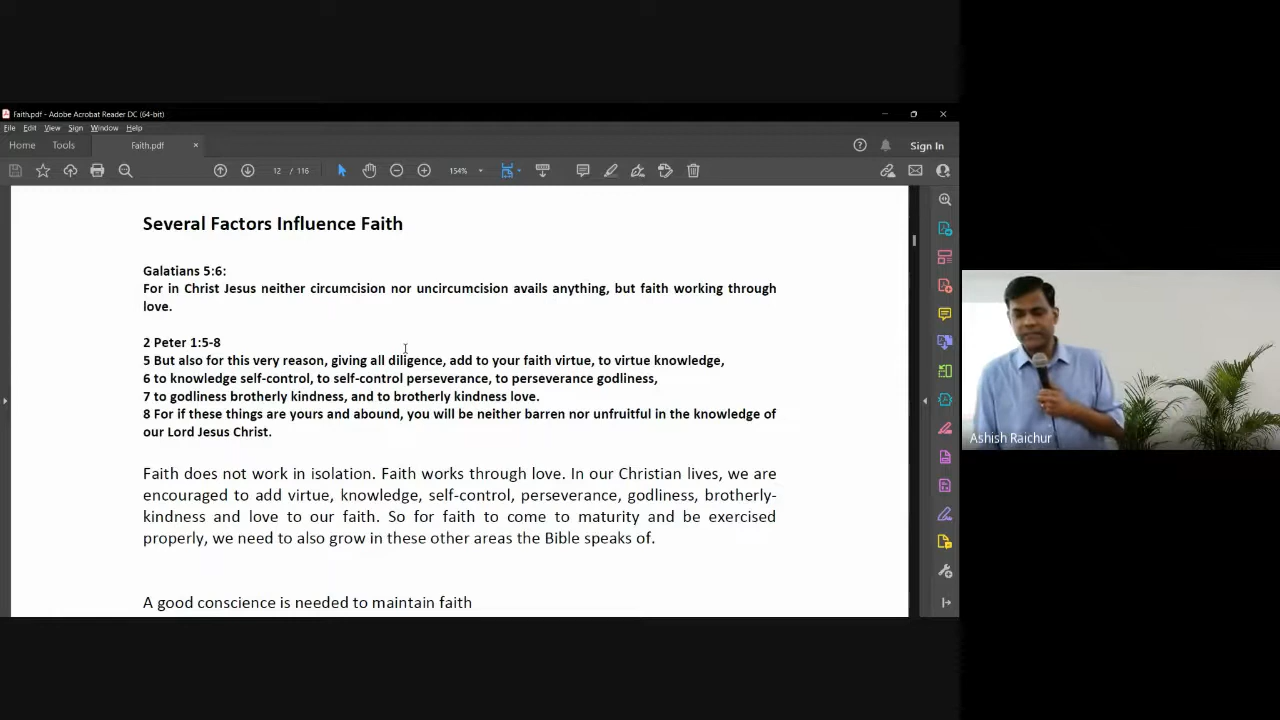 Faith.pdf - Adobe Acrobat Reader DC (64-bit)
File Edit View Sign Window Help
Home Tools Faith.pdf × Sign In
12 / 116 154%
Several Factors Influence Faith
Galatians 5:6:
For in Christ Jesus neither circumcision nor uncircumcision avails anything, but faith working through
love.
2 Peter 1:5-8
5 But also for this very reason, giving all diligence, add to your faith virtue, to virtue knowledge,
6 to knowledge self-control, to self-control perseverance, to perseverance godliness,
7 to godliness brotherly kindness, and to brotherly kindness love.
8 For if these things are yours and abound, you will be neither barren nor unfruitful in the knowledge of
our Lord Jesus Christ.
Faith does not work in isolation. Faith works through love. In our Christian lives, we are
encouraged to add virtue, knowledge, self-control, perseverance, godliness, brotherly-
kindness and love to our faith. So for faith to come to maturity and be exercised
properly, we need to also grow in these other areas the Bible speaks of.
A good conscience is needed to maintain faith
Ashish Raichur